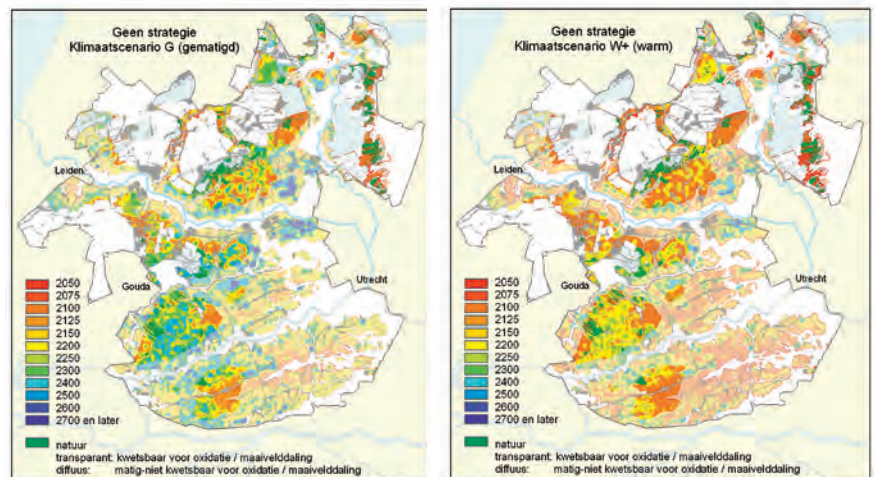 Geen strategie
Klimaatscenario G (gematigd)
Leiden
Gouda
Utrecht
2050
2075
2100
2125
2150
2200
2250
2300
2400
2500
2600
2700 en later
natuur
transparant: kwetsbaar voor oxidatie / maaivelddaling
diffuus: matig-niet kwetsbaar voor oxidatie / maaivelddaling
Geen strategie
Klimaatscenario W+ (warm)
Leiden
Gouda
Utrecht
2050
2075
2100
2125
2150
2200
2250
2300
2400
2500
2600
2700 en later
natuur
transparant: kwetsbaar voor oxidatie / maaivelddaling
diffuus: matig-niet kwetsbaar voor oxidatie / maaivelddaling